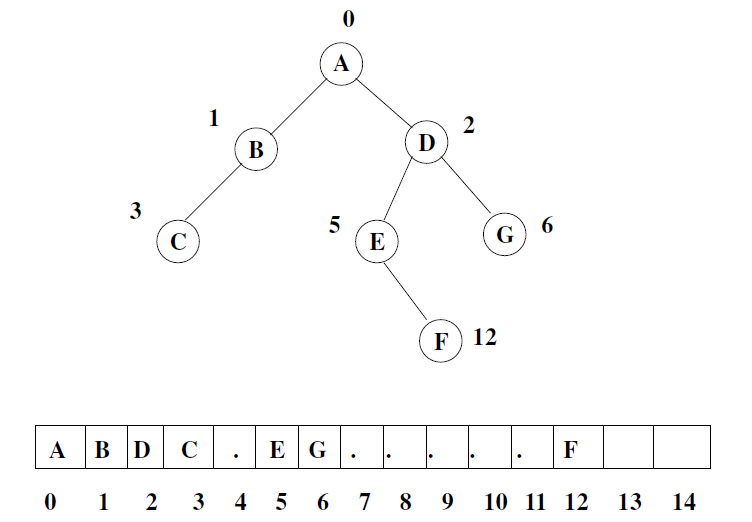 0
A
1
2
B
D
3
5
6
C
E
G
F
12
A B D C . E G . . . . . F
0 1 2 3 4 5 6 7 8 9 10 11 12 13 14